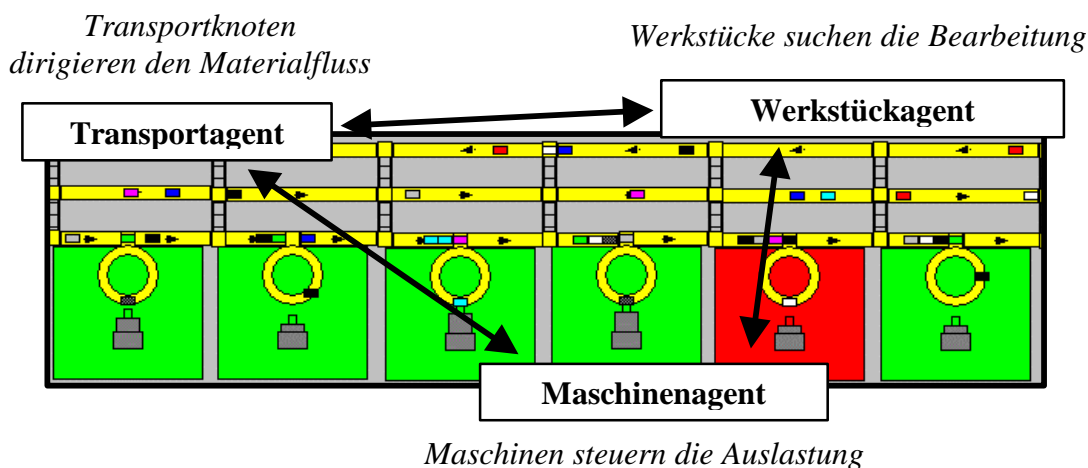 Transportknoten
dirigieren den Materialfluss
Werkstücke suchen die Bearbeitung
Transportagent
Werkstückagent
Maschinenagent
Maschinen steuern die Auslastung